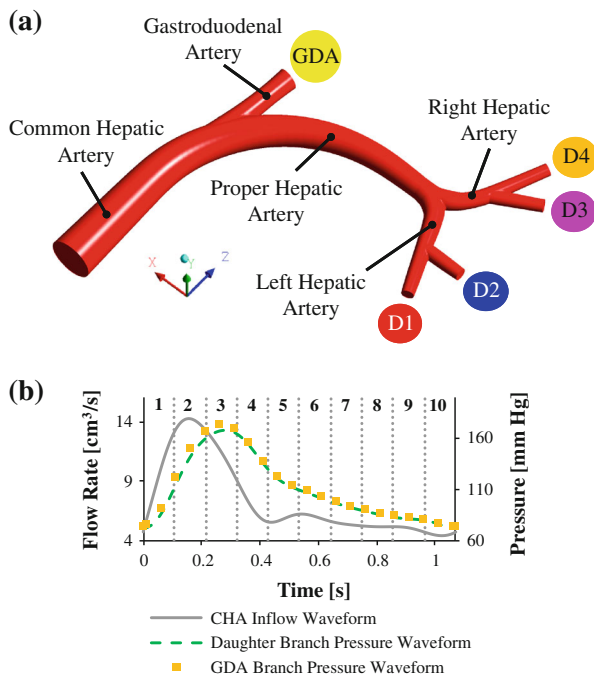 (a)
Gastroduodenal
Artery
GDA
Common Hepatic
Artery
Right Hepatic
Artery
D4
Proper Hepatic
Artery
D3
X
Y
Z
Left Hepatic
Artery
D2
D1
(b)
1 2 3 4 5 6 7 8 9 10
Flow Rate [cm³/s]
14
9
4
Pressure [mm Hg]
160
110
60
0 0.2 0.4 0.6 0.8 1
Time [s]
CHA Inflow Waveform
Daughter Branch Pressure Waveform
GDA Branch Pressure Waveform